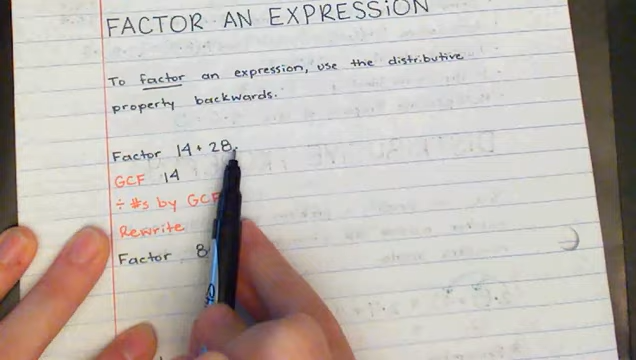 FACTOR AN EXPRESSION
To factor an expression, use the distributive
property backwards.
Factor 14 + 28.
GCF 14
÷ #s by GCF
Rewrite
Factor 8